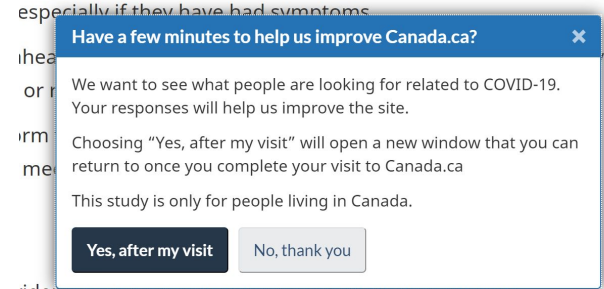 especially if they have had symptoms
Have a few minutes to help us improve Canada.ca? ×
We want to see what people are looking for related to COVID-19.
or
Your responses will help us improve the site.
Choosing “Yes, after my visit” will open a new window that you can
return to once you complete your visit to Canada.ca
This study is only for people living in Canada.
Yes, after my visit No, thank you